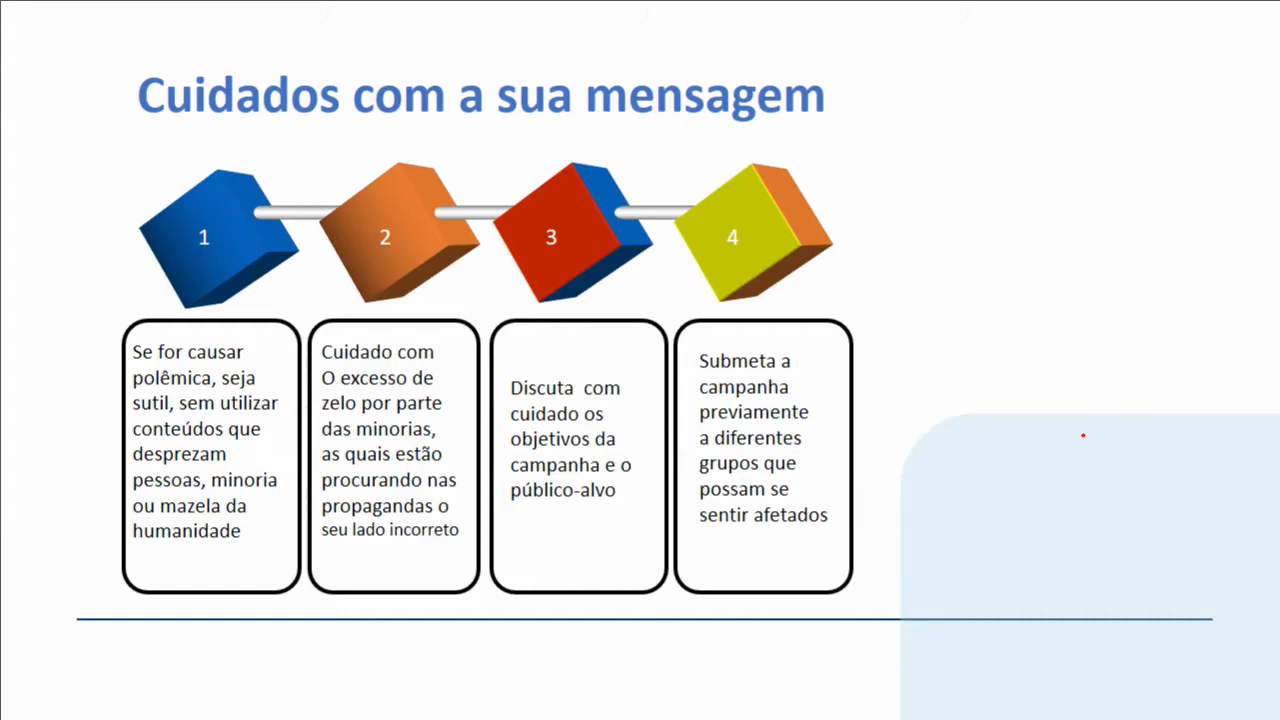 Cuidados com a sua mensagem
1
2
3
4
Se for causar
polêmica, seja
sutil, sem utilizar
conteúdos que
desprezam
pessoas, minoria
ou mazela da
humanidade
Cuidado com
O excesso de
zelo por parte
das minorias,
as quais estão
procurando nas
propagandas o
seu lado incorreto
Discuta com
cuidado os
objetivos da
campanha e o
público-alvo
Submeta a
campanha
previamente
a diferentes
grupos que
possam se
sentir afetados